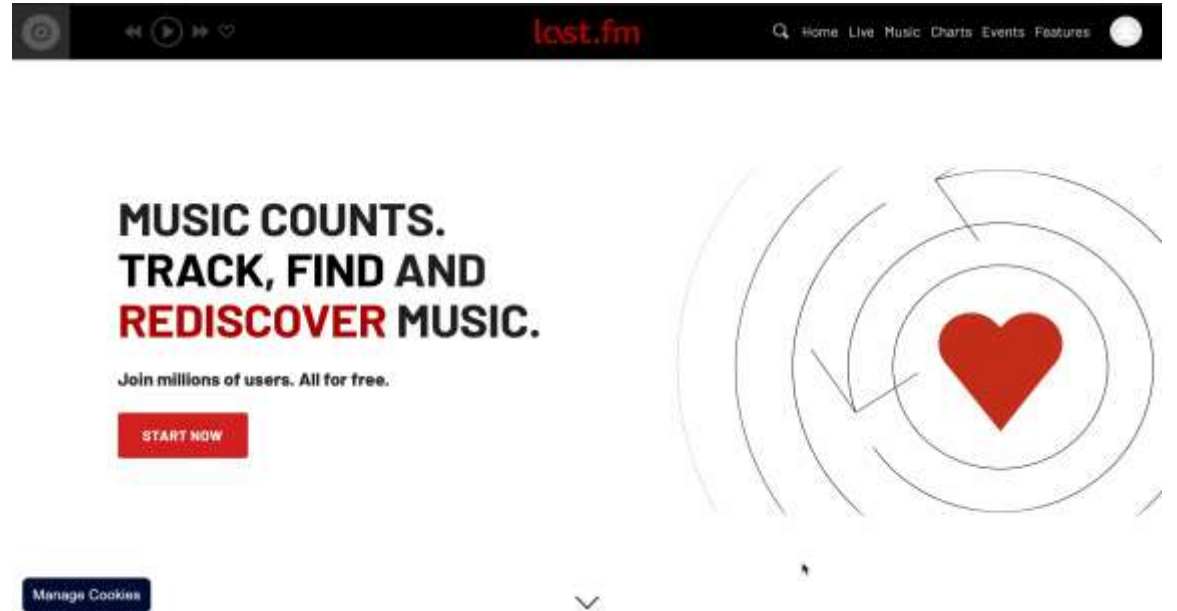 last.fm
Home Live Music Charts Events Features
MUSIC COUNTS.
TRACK, FIND AND
REDISCOVER MUSIC.
Join millions of users. All for free.
START NOW
Manage Cookies